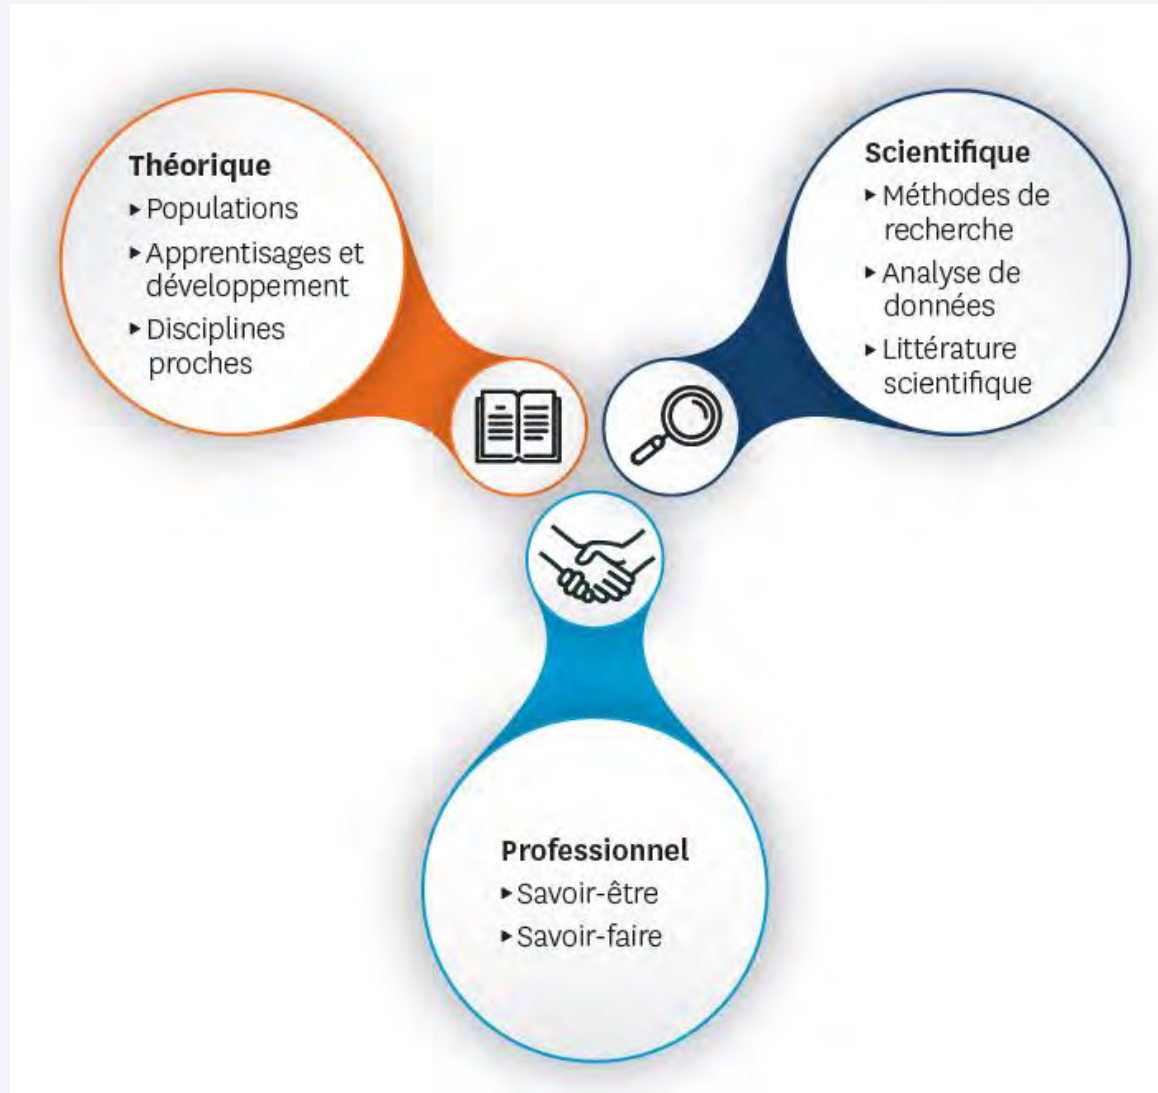 Théorique
▸ Populations
▸ Apprentisages et
développement
▸ Disciplines
proches
Scientifique
▸ Méthodes de
recherche
▸ Analyse de
données
▸ Littérature
scientifique
Professionnel
▸ Savoir-être
▸ Savoir-faire